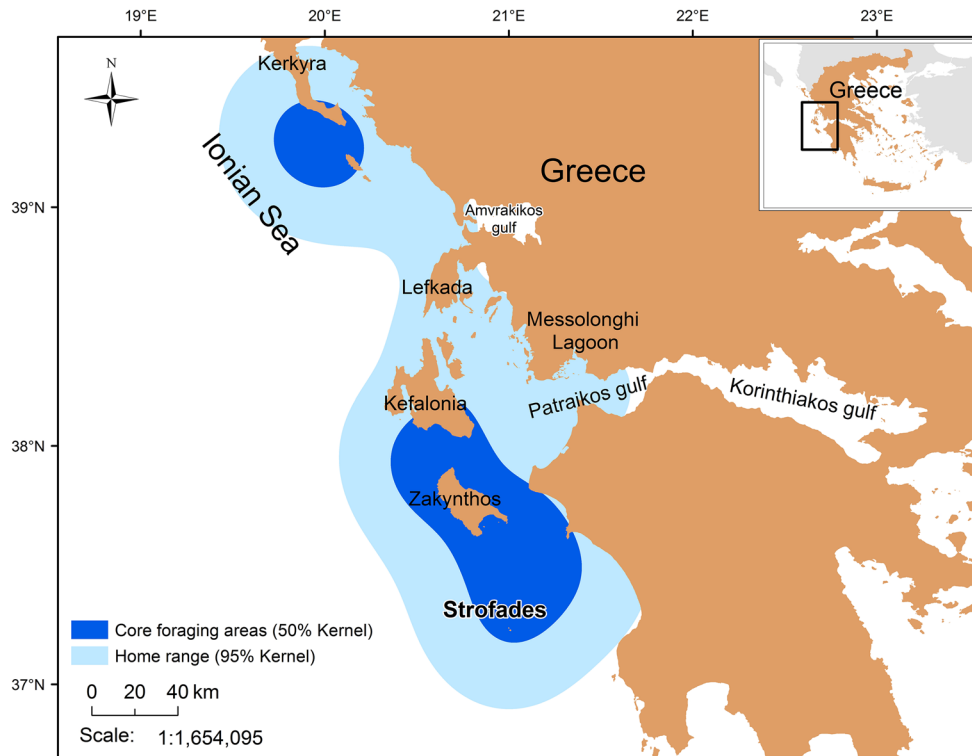 19°E 20°E 21°E 22°E 23°E
N
Kerkyra
Greece
Ionian Sea
Greece
39°N
Amvrakikos
gulf
Lefkada
Messolonghi
Lagoon
Patraikos gulf
Korinthiakos gulf
Kefalonia
38°N
Zakynthos
Strofades
Core foraging areas (50% Kernel)
Home range (95% Kernel)
37°N
0 20 40 km
Scale: 1:1,654,095